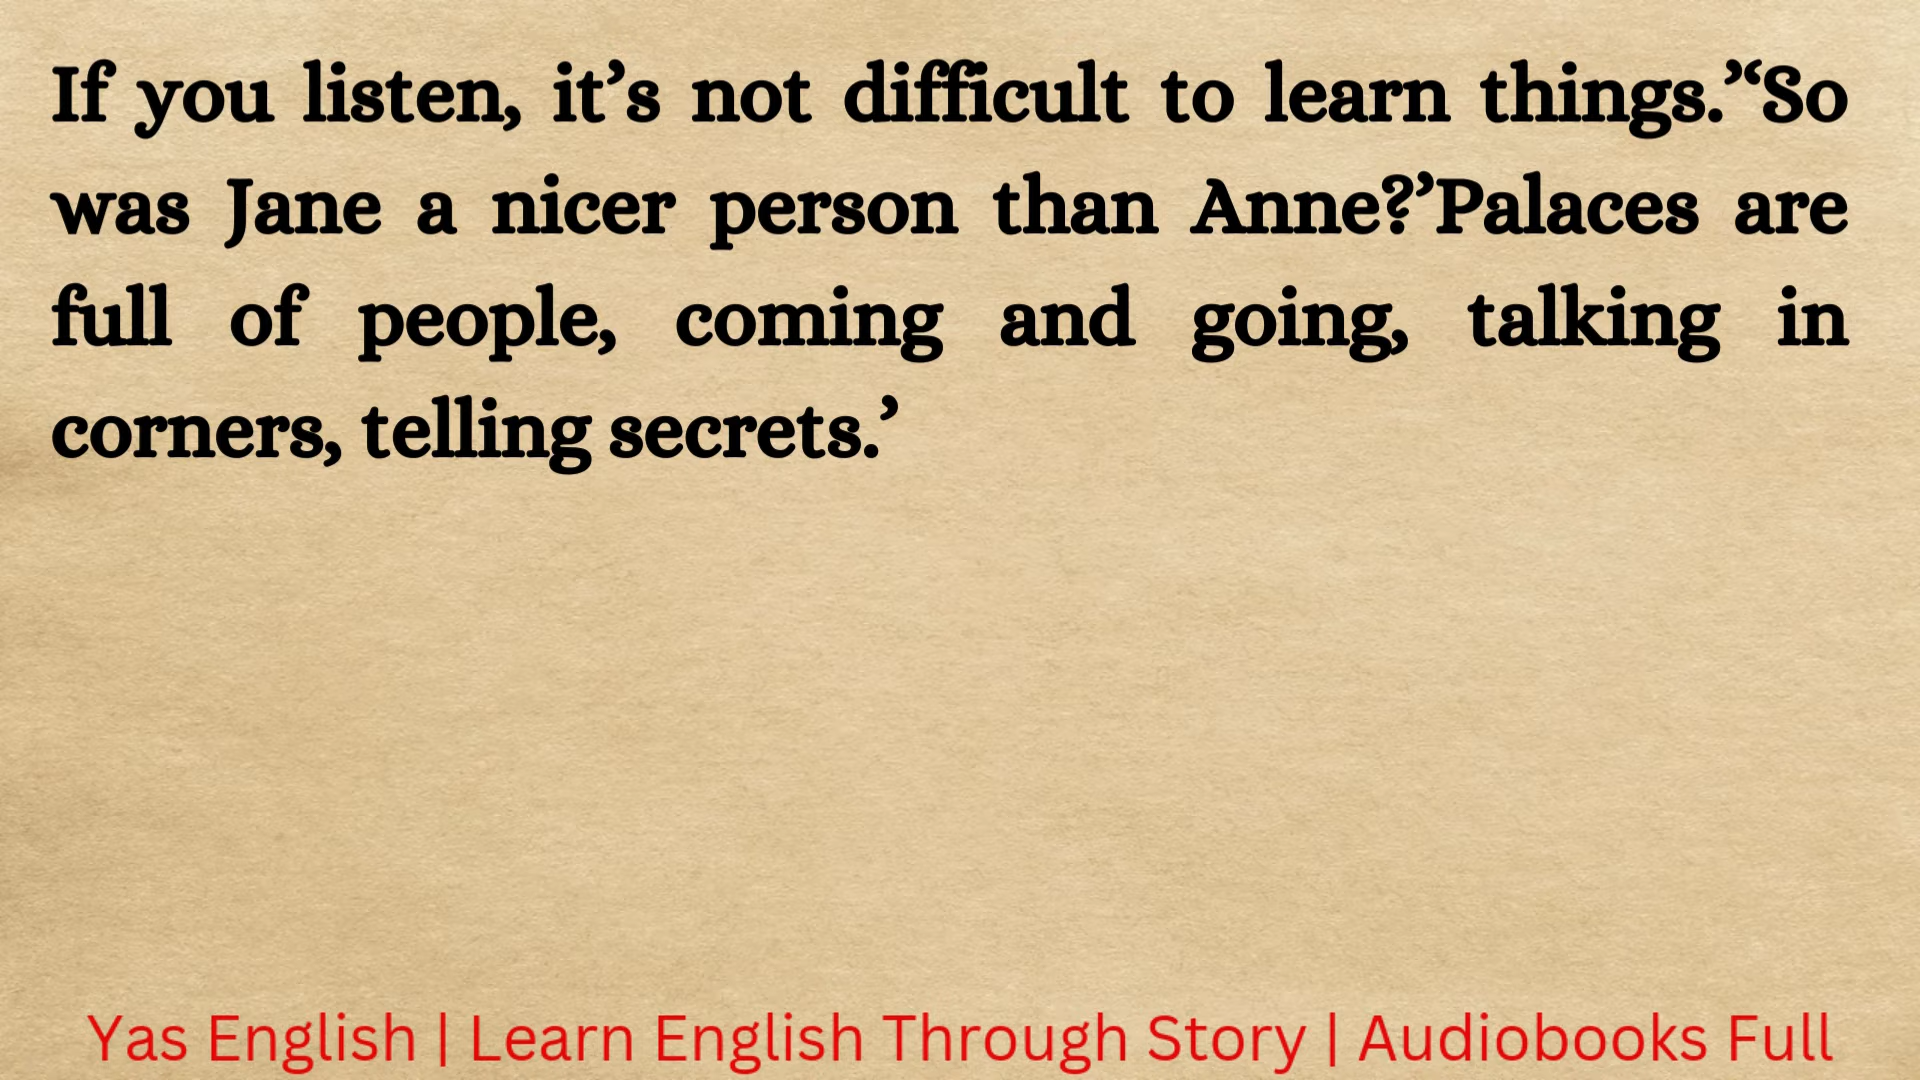 If you listen, it’s not difficult to learn things.’‘So
was Jane a nicer person than Anne?’Palaces are
full of people, coming and going, talking in
corners, telling secrets.’
Yas English | Learn English Through Story | Audiobooks Full